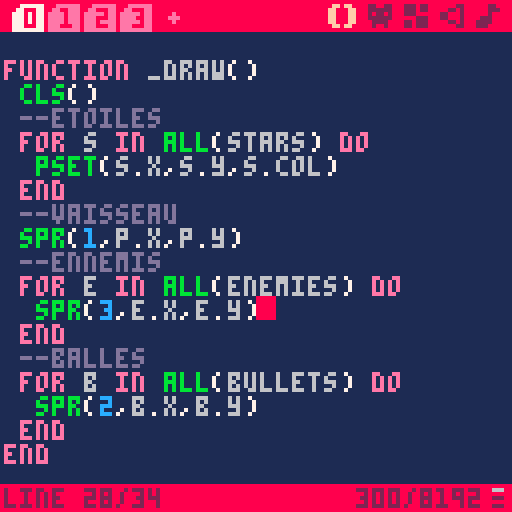 0 1 2 3 +
FUNCTION _DRAW()
CLS()
--ETOILES
FOR S IN ALL(STARS) DO
PSET(S.X,S.Y,S.COL)
END
--VAISSEAU
SPR(1,P.X,P.Y)
--ENNEMIS
FOR E IN ALL(ENEMIES) DO
SPR(3,E.X,E.Y)
END
--BALLES
FOR B IN ALL(BULLETS) DO
SPR(2,B.X,B.Y)
END
END
LINE 28/34 300/8192